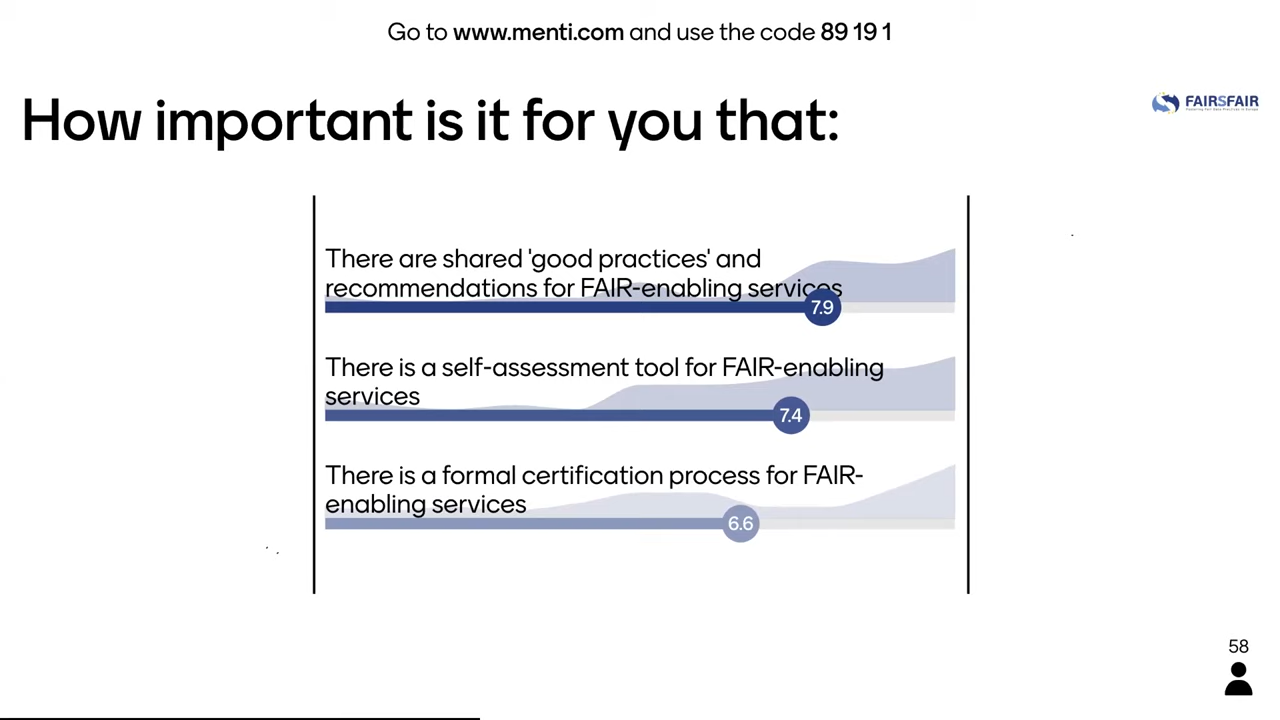 Go to www.menti.com and use the code 89 19 1
How important is it for you that:
FAIRSFAIR
There are shared 'good practices' and
recommendations for FAIR-enabling services
7.9
There is a self-assessment tool for FAIR-enabling
services
7.4
There is a formal certification process for FAIR-
enabling services
6.6
58